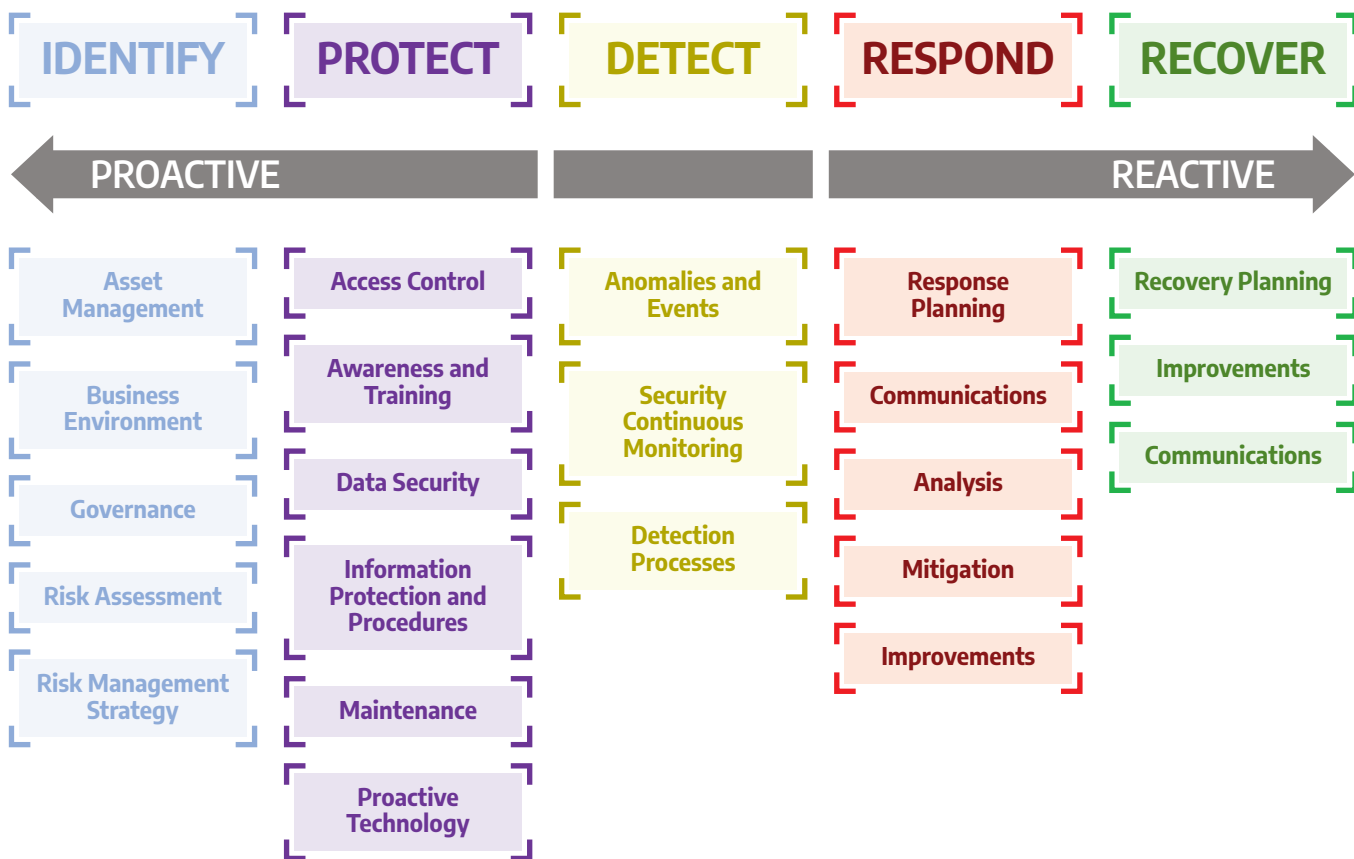 IDENTIFY
PROTECT
DETECT
RESPOND
RECOVER
PROACTIVE
REACTIVE
Asset
Management
Business
Environment
Governance
Risk Assessment
Risk Management
Strategy
Access Control
Awareness and
Training
Data Security
Information
Protection and
Procedures
Maintenance
Proactive
Technology
Anomalies and
Events
Security
Continuous
Monitoring
Detection
Processes
Response
Planning
Communications
Analysis
Mitigation
Improvements
Recovery Planning
Improvements
Communications